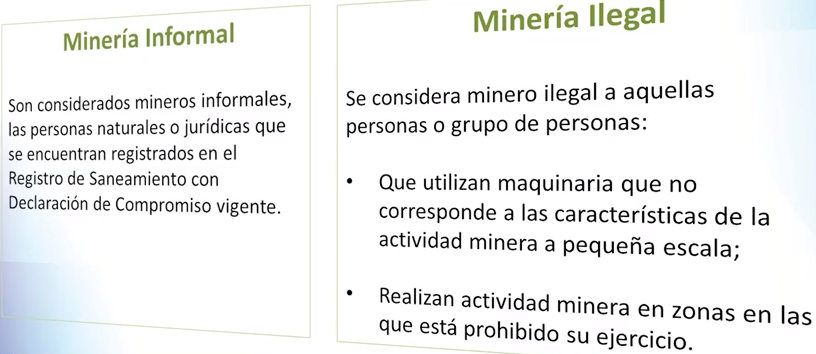 Minería Informal
Son considerados mineros informales,
las personas naturales o jurídicas que
se encuentran registrados en el
Registro de Saneamiento con
Declaración de Compromiso vigente.
Minería Ilegal
Se considera minero ilegal a aquellas
personas o grupo de personas:
• Que utilizan maquinaria que no
corresponde a las características de la
actividad minera a pequeña escala;
• Realizan actividad minera en zonas en las
que está prohibido su ejercicio.